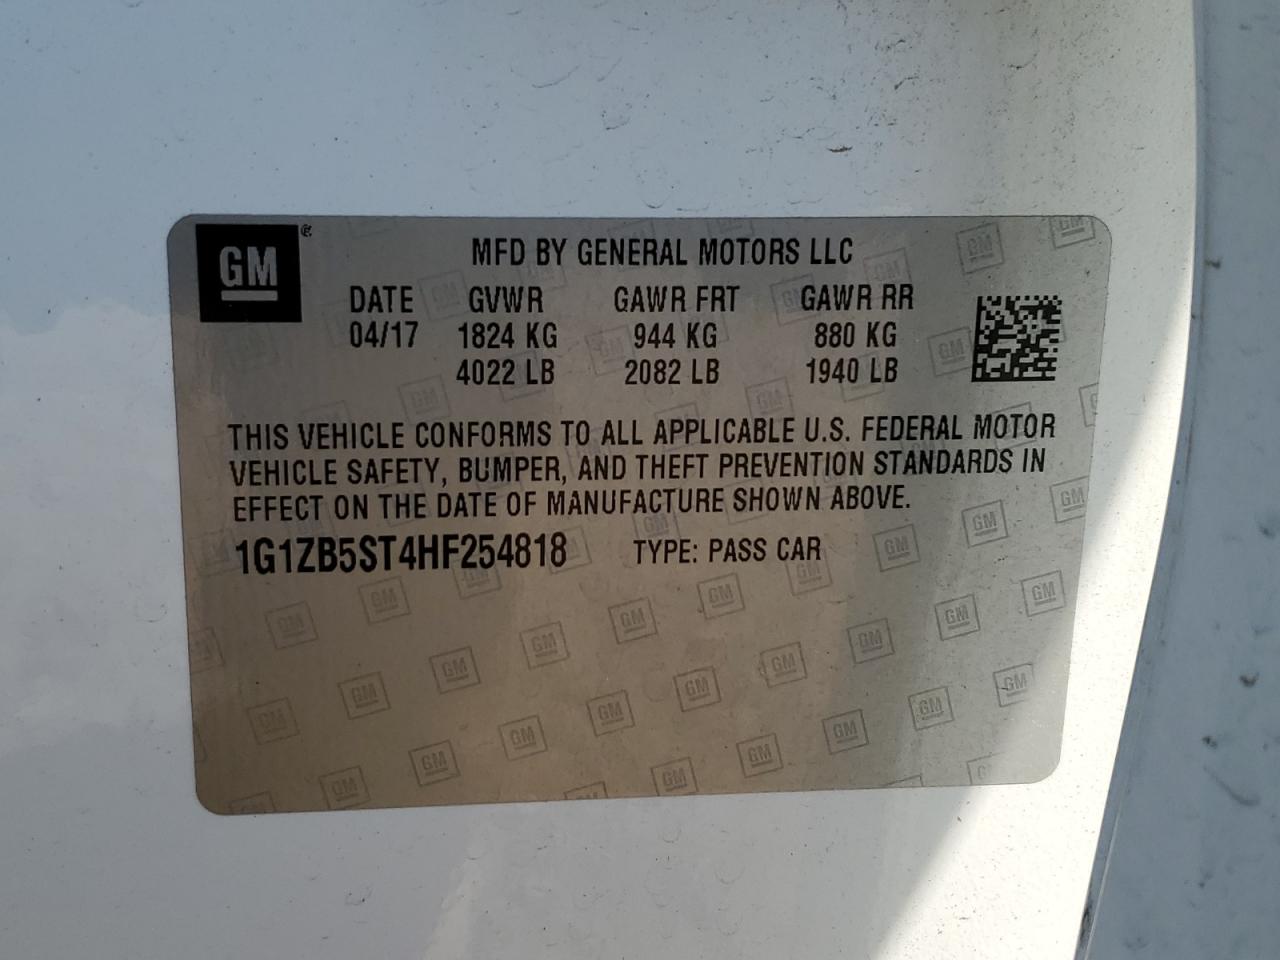 GM
MFD BY GENERAL MOTORS LLC
DATE GVWR GAWR FRT GAWR RR
04/17 1824 KG 944 KG 880 KG
4022 LB 2082 LB 1940 LB
THIS VEHICLE CONFORMS TO ALL APPLICABLE U.S. FEDERAL MOTOR
VEHICLE SAFETY, BUMPER, AND THEFT PREVENTION STANDARDS IN
EFFECT ON THE DATE OF MANUFACTURE SHOWN ABOVE.
1G1ZB5ST4HF254818 TYPE: PASS CAR